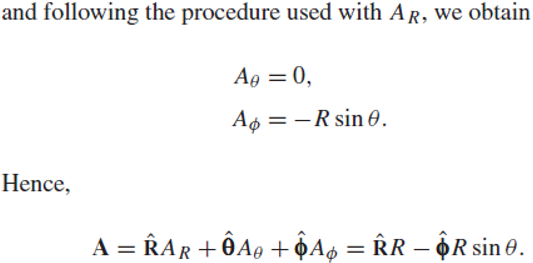 and following the procedure used with A_R, we obtain
A_θ = 0,
A_ϕ = −R sin θ.
Hence,
𝐀 = 𝐑̂A_R + 𝛉̂A_θ + 𝛟̂A_ϕ = 𝐑̂R − 𝛟̂R sin θ.